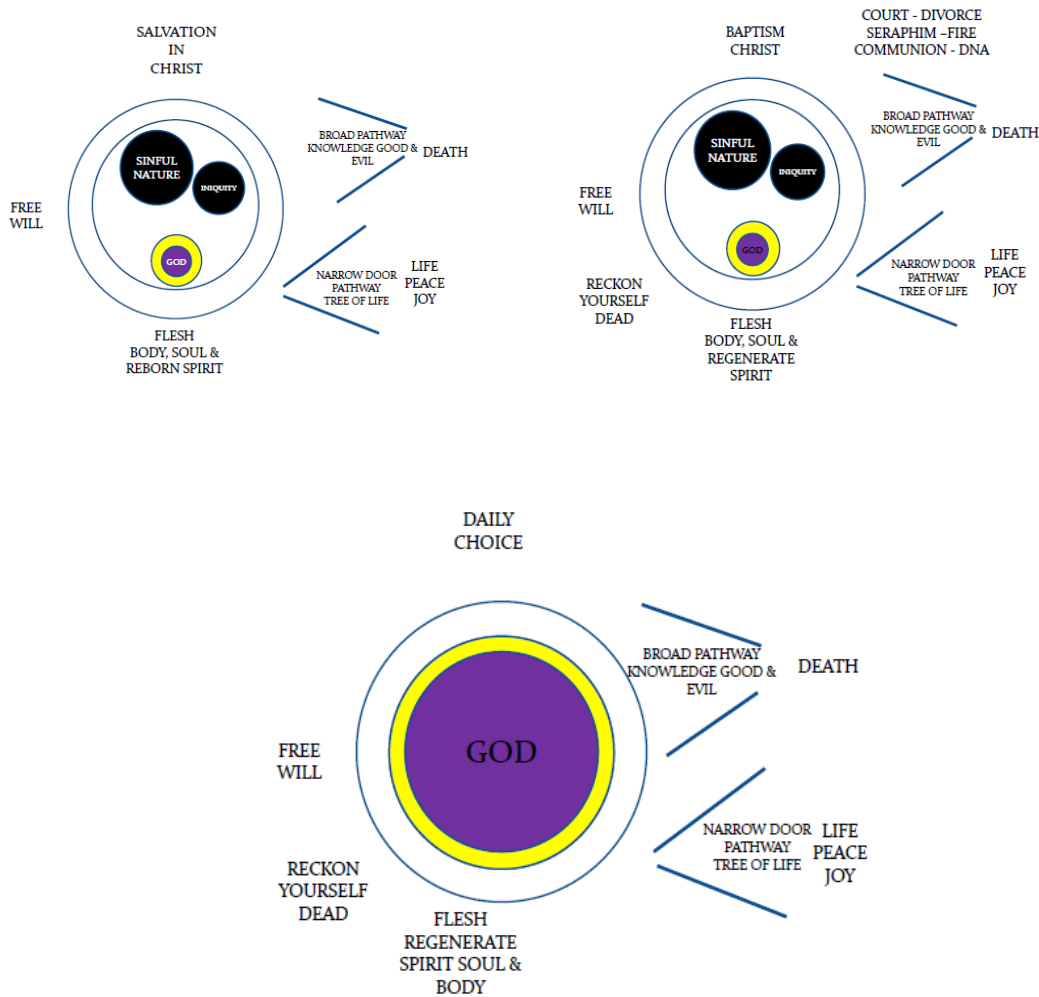 SALVATION
IN
CHRIST
BROAD PATHWAY
KNOWLEDGE GOOD &
EVIL
DEATH
SINFUL
NATURE
INIQUITY
FREE
WILL
GOD
NARROW DOOR
PATHWAY
TREE OF LIFE
LIFE
PEACE
JOY
FLESH
BODY, SOUL &
REBORN SPIRIT
BAPTISM
CHRIST
COURT - DIVORCE
SERAPHIM –FIRE
COMMUNION - DNA
BROAD PATHWAY
KNOWLEDGE GOOD &
EVIL
DEATH
SINFUL
NATURE
INIQUITY
FREE
WILL
GOD
NARROW DOOR
PATHWAY
TREE OF LIFE
LIFE
PEACE
JOY
RECKON
YOURSELF
DEAD
FLESH
BODY, SOUL &
REGENERATE
SPIRIT
DAILY
CHOICE
BROAD PATHWAY
KNOWLEDGE GOOD &
EVIL
DEATH
GOD
FREE
WILL
NARROW DOOR
PATHWAY
TREE OF LIFE
LIFE
PEACE
JOY
RECKON
YOURSELF
DEAD
FLESH
REGENERATE
SPIRIT SOUL &
BODY